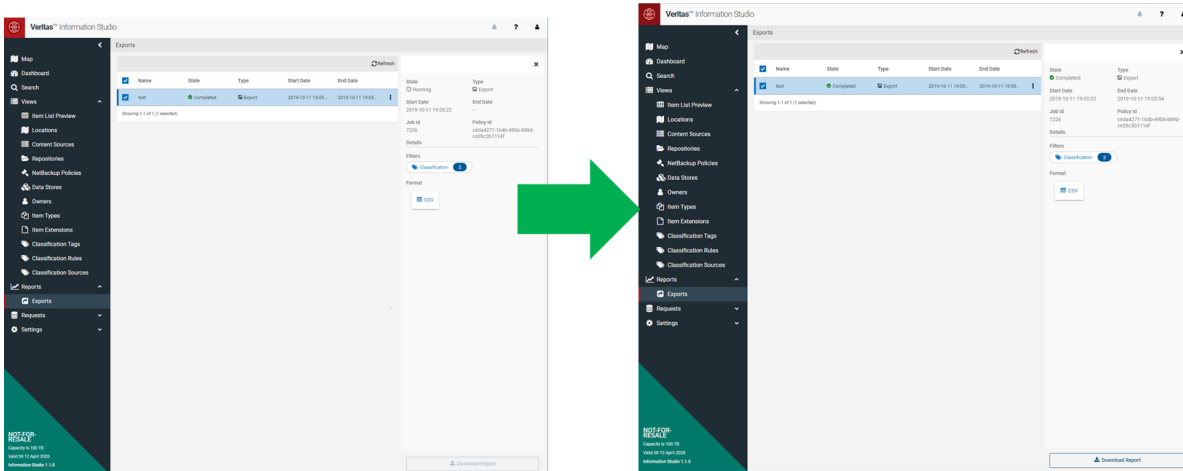 Veritas™ Information Studio
?
Exports
Refresh
Map
Dashboard
Search
Views
Item List Preview
Locations
Content Sources
Repositories
NetBackup Policies
Data Stores
Owners
Item Types
Item Extensions
Classification Tags
Classification Rules
Classification Sources
Reports
Exports
Requests
Settings
NOT-FOR-
RESALE
Capacity is 100 TB
Valid till 12 April 2020
Information Studio 1.1.0
Name State Type Start Date End Date
test Completed Export 2019-10-11 19:05... 2019-10-11 19:05...
Showing 1-1 of 1 (1 selected)
State Type
Running Export
Start Date End Date
2019-10-11 19:05:22 ---
Job Id Policy Id
7226
Details
Filters
Classification 2
Format
CSV
Download Report
Veritas™ Information Studio
?
Exports
Refresh
Map
Dashboard
Search
Views
Item List Preview
Locations
Content Sources
Repositories
NetBackup Policies
Data Stores
Owners
Item Types
Item Extensions
Classification Tags
Classification Rules
Classification Sources
Reports
Exports
Requests
Settings
NOT-FOR-
RESALE
Capacity is 100 TB
Valid till 12 April 2020
Information Studio 1.1.0
Name State Type Start Date End Date
test Completed Export 2019-10-11 19:05... 2019-10-11 19:05...
Showing 1-1 of 1 (1 selected)
State Type
Completed Export
Start Date End Date
2019-10-11 19:05:22 2019-10-11 19:05:54
Job Id Policy Id
7226
Details
Filters
Classification 2
Format
CSV
Download Report